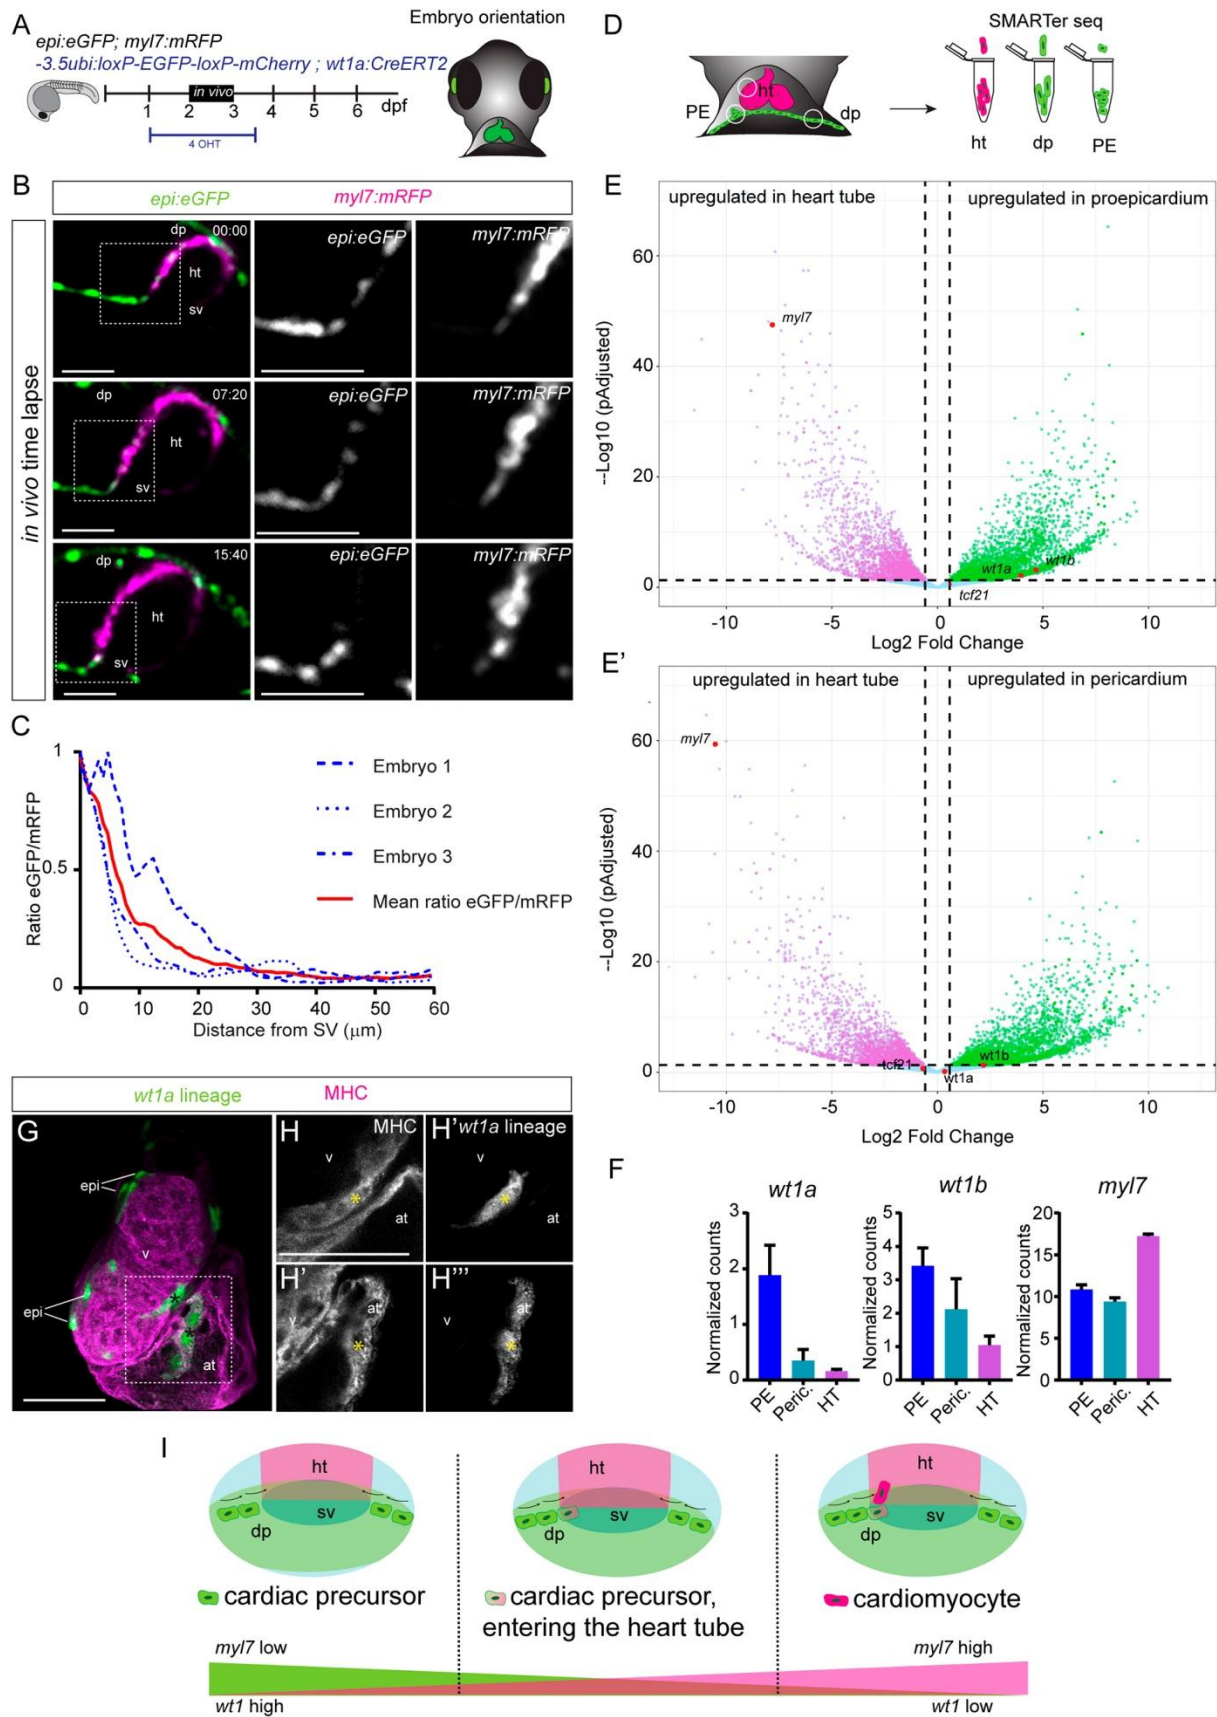 A
epi:eGFP; myl7:mRFP
-3.5ubi:loxP-EGFP-loxP-mCherry ; wt1a:CreERT2
in vivo
1 2 3 4 5 6 dpf
4 OHT
Embryo orientation
B
epi:eGFP
myl7:mRFP
in vivo time lapse
dp
00:00
ht
sv
epi:eGFP
myl7:mRFP
dp
07:20
ht
sv
epi:eGFP
myl7:mRFP
dp
15:40
ht
sv
epi:eGFP
myl7:mRFP
C
Ratio eGFP/mRFP
1
0.5
0
0 10 20 30 40 50 60
Distance from SV (μm)
Embryo 1
Embryo 2
Embryo 3
Mean ratio eGFP/mRFP
D
SMARTer seq
ht
PE
dp
ht
dp
PE
E
upregulated in heart tube
upregulated in proepicardium
--Log10 (pAdjusted)
60
40
20
0
myl7
wt1a
wt1b
tcf21
-10 -5 0 5 10
Log2 Fold Change
E'
upregulated in heart tube
upregulated in pericardium
--Log10 (pAdjusted)
60
40
20
0
myl7
tcf21
wt1a
wt1b
-10 -5 0 5 10
Log2 Fold Change
F
wt1a
Normalized counts
3
2
1
0
PE
Peric.
HT
wt1b
Normalized counts
5
4
3
2
1
0
PE
Peric.
HT
myl7
Normalized counts
20
15
10
5
0
PE
Peric.
HT
wt1a lineage
MHC
G
epi
v
epi
*
*
at
H
MHC
v
*
at
H'
wt1a lineage
v
*
at
H'
v
at
*
H'''
v
at
*
I
ht
sv
dp
cardiac precursor
ht
sv
dp
cardiac precursor,
entering the heart tube
ht
sv
dp
cardiomyocyte
myl7 low
myl7 high
wt1 high
wt1 low